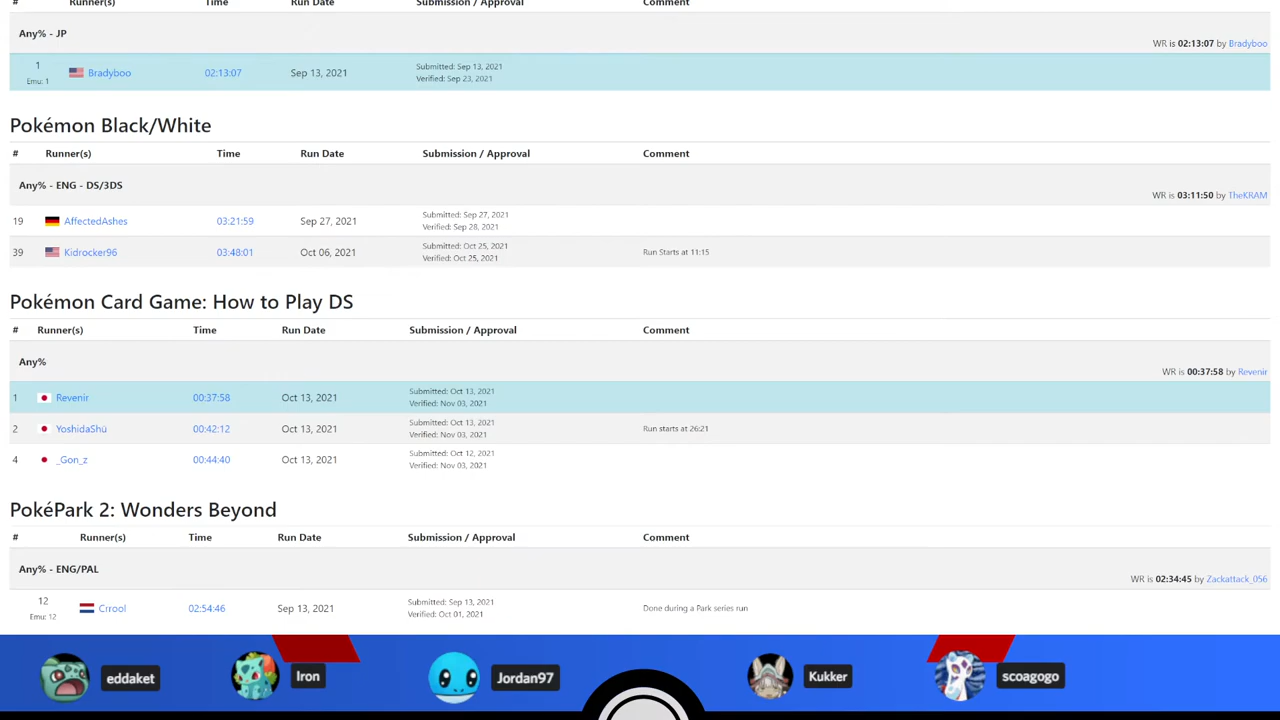 # Runner(s) Time Run Date Submission / Approval Comment
Any% - JP
WR is 02:13:07 by Bradyboo
1 Emu: 1 Bradyboo 02:13:07 Sep 13, 2021 Submitted: Sep 13, 2021 Verified: Sep 23, 2021
Pokémon Black/White
# Runner(s) Time Run Date Submission / Approval Comment
Any% - ENG - DS/3DS
WR is 03:11:50 by TheKRAM
19 AffectedAshes 03:21:59 Sep 27, 2021 Submitted: Sep 27, 2021 Verified: Sep 28, 2021
39 Kidrocker96 03:48:01 Oct 06, 2021 Submitted: Oct 25, 2021 Verified: Oct 25, 2021 Run Starts at 11:15
Pokémon Card Game: How to Play DS
# Runner(s) Time Run Date Submission / Approval Comment
Any%
WR is 00:37:58 by Revenir
1 Revenir 00:37:58 Oct 13, 2021 Submitted: Oct 13, 2021 Verified: Nov 03, 2021
2 YoshidaShū 00:42:12 Oct 13, 2021 Submitted: Oct 13, 2021 Verified: Nov 03, 2021 Run starts at 26:21
4 _Gon_z 00:44:40 Oct 13, 2021 Submitted: Oct 12, 2021 Verified: Nov 03, 2021
PokéPark 2: Wonders Beyond
# Runner(s) Time Run Date Submission / Approval Comment
Any% - ENG/PAL
WR is 02:34:45 by Zackattack_056
12 Emu: 12 Crrool 02:54:46 Sep 13, 2021 Submitted: Sep 13, 2021 Verified: Oct 01, 2021 Done during a Park series run
eddaket Iron Jordan97 Kukker scoagogo